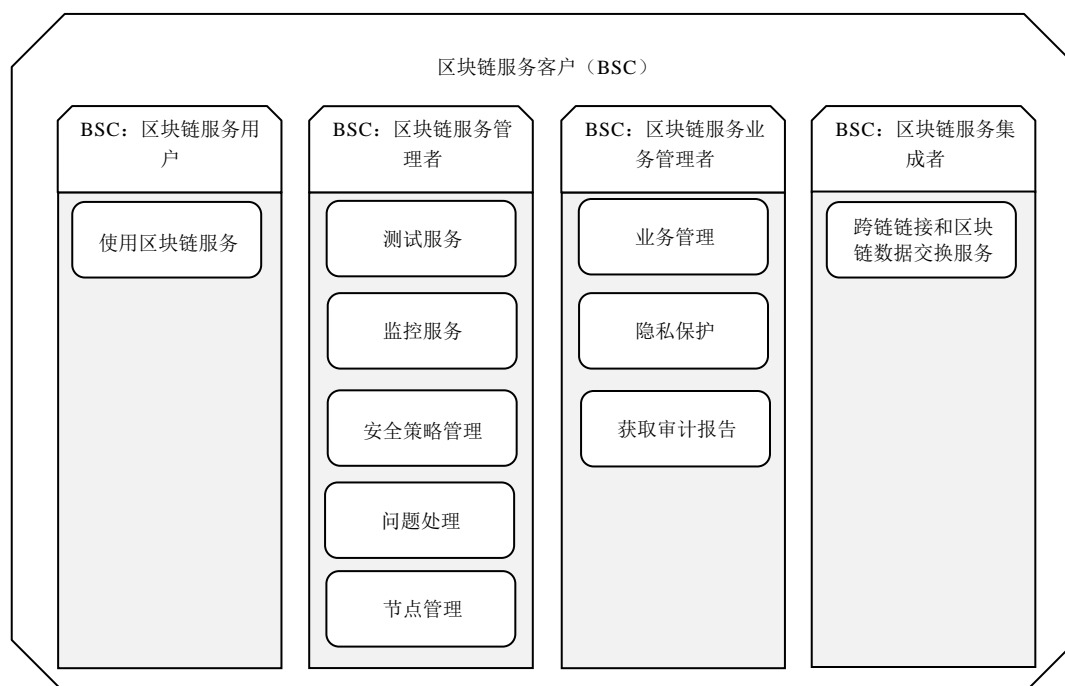 区块链服务客户（BSC）
BSC：区块链服务用
户
使用区块链服务
BSC：区块链服务管
理者
测试服务
监控服务
安全策略管理
问题处理
节点管理
BSC：区块链服务业
务管理者
业务管理
隐私保护
获取审计报告
BSC：区块链服务集
成者
跨链链接和区块
链数据交换服务